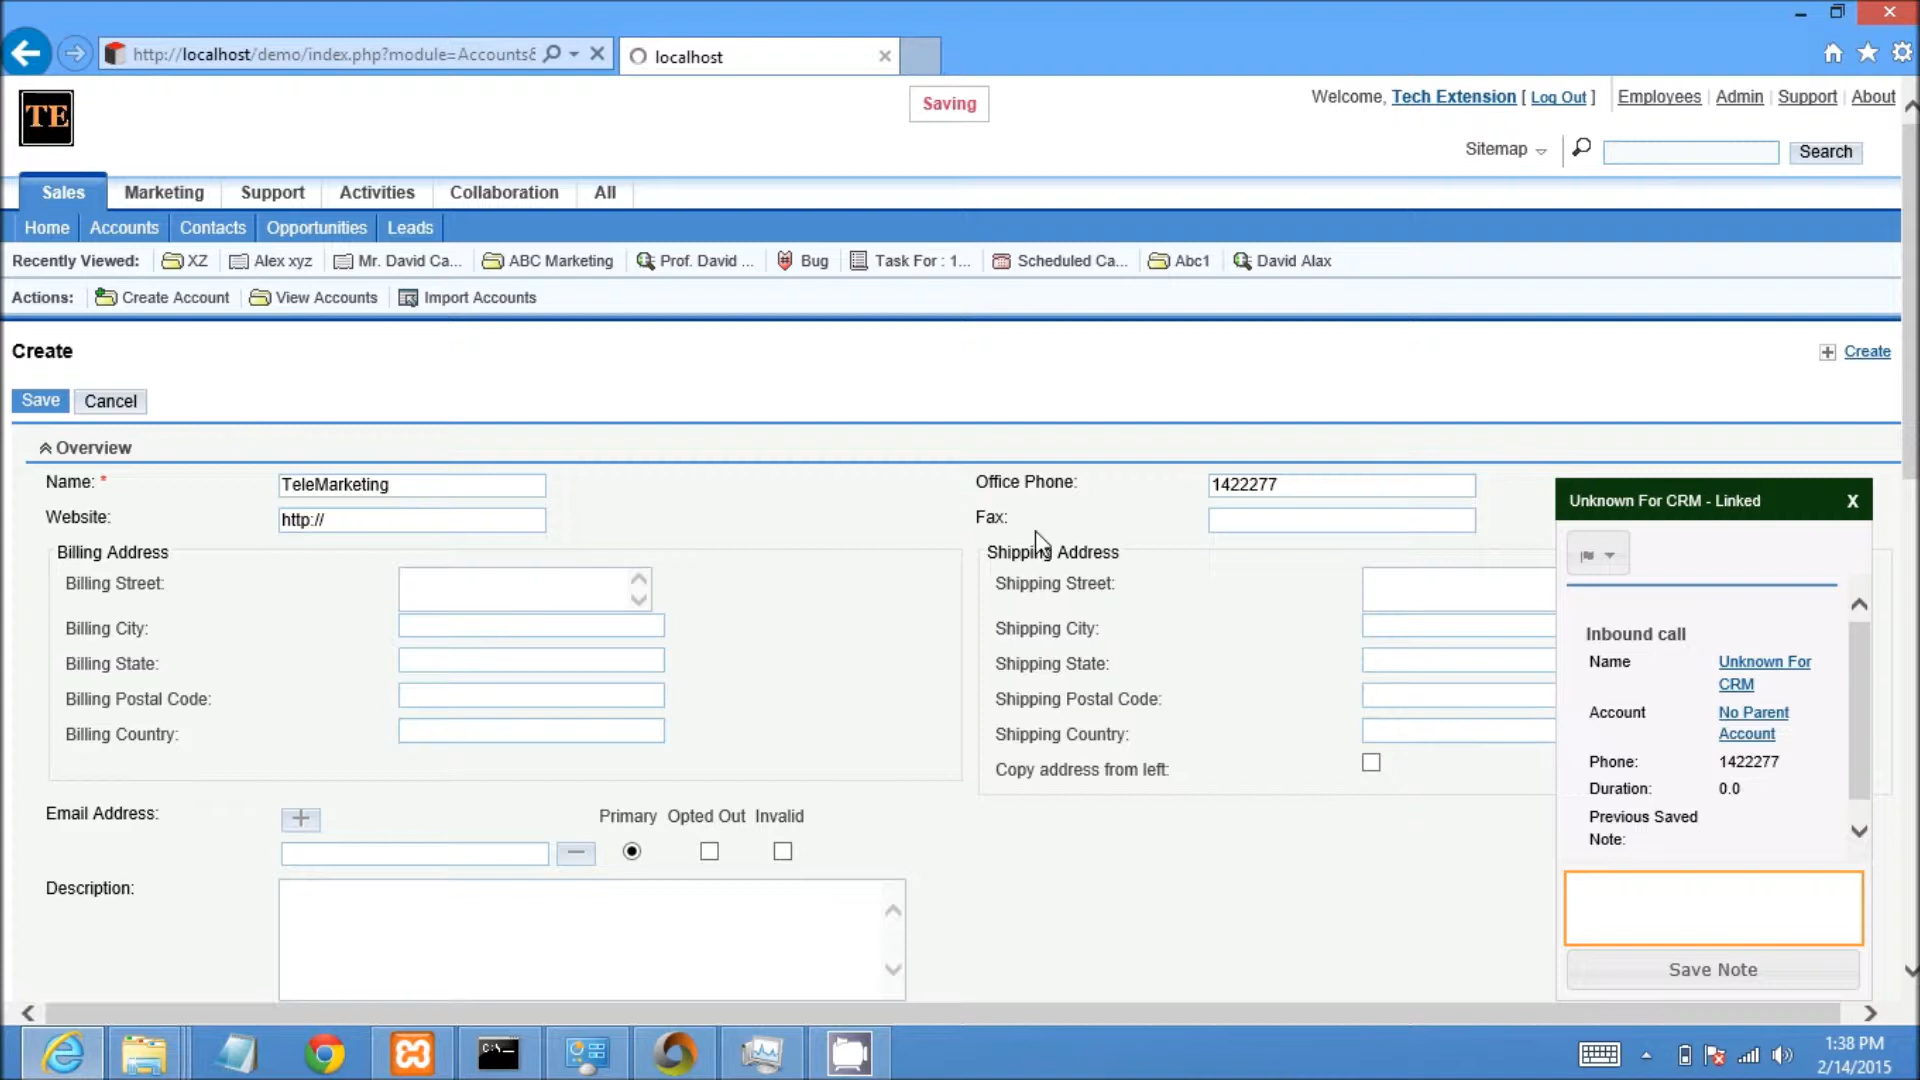 http://localhost/demo/index.php?module=Accounts&
localhost
TE
Saving
Welcome, Tech Extension [ Log Out ]
Employees
Admin
Support
About
Sitemap
Search
Sales
Marketing
Support
Activities
Collaboration
All
Home
Accounts
Contacts
Opportunities
Leads
Recently Viewed:
XZ
Alex xyz
Mr. David Ca...
ABC Marketing
Prof. David ...
Bug
Task For : 1...
Scheduled Ca...
Abc1
David Alax
Actions:
Create Account
View Accounts
Import Accounts
Create
Create
Save
Cancel
Overview
Name: *
TeleMarketing
Office Phone:
1422277
Website:
http://
Fax:
Billing Address
Billing Street:
Billing City:
Billing State:
Billing Postal Code:
Billing Country:
Shipping Address
Shipping Street:
Shipping City:
Shipping State:
Shipping Postal Code:
Shipping Country:
Copy address from left:
Email Address:
Primary
Opted Out
Invalid
Description:
Unknown For CRM - Linked
X
Inbound call
Name
Unknown For
CRM
Account
No Parent
Account
Phone:
1422277
Duration:
0.0
Previous Saved
Note:
Save Note
C:\.
1:38 PM
2/14/2015